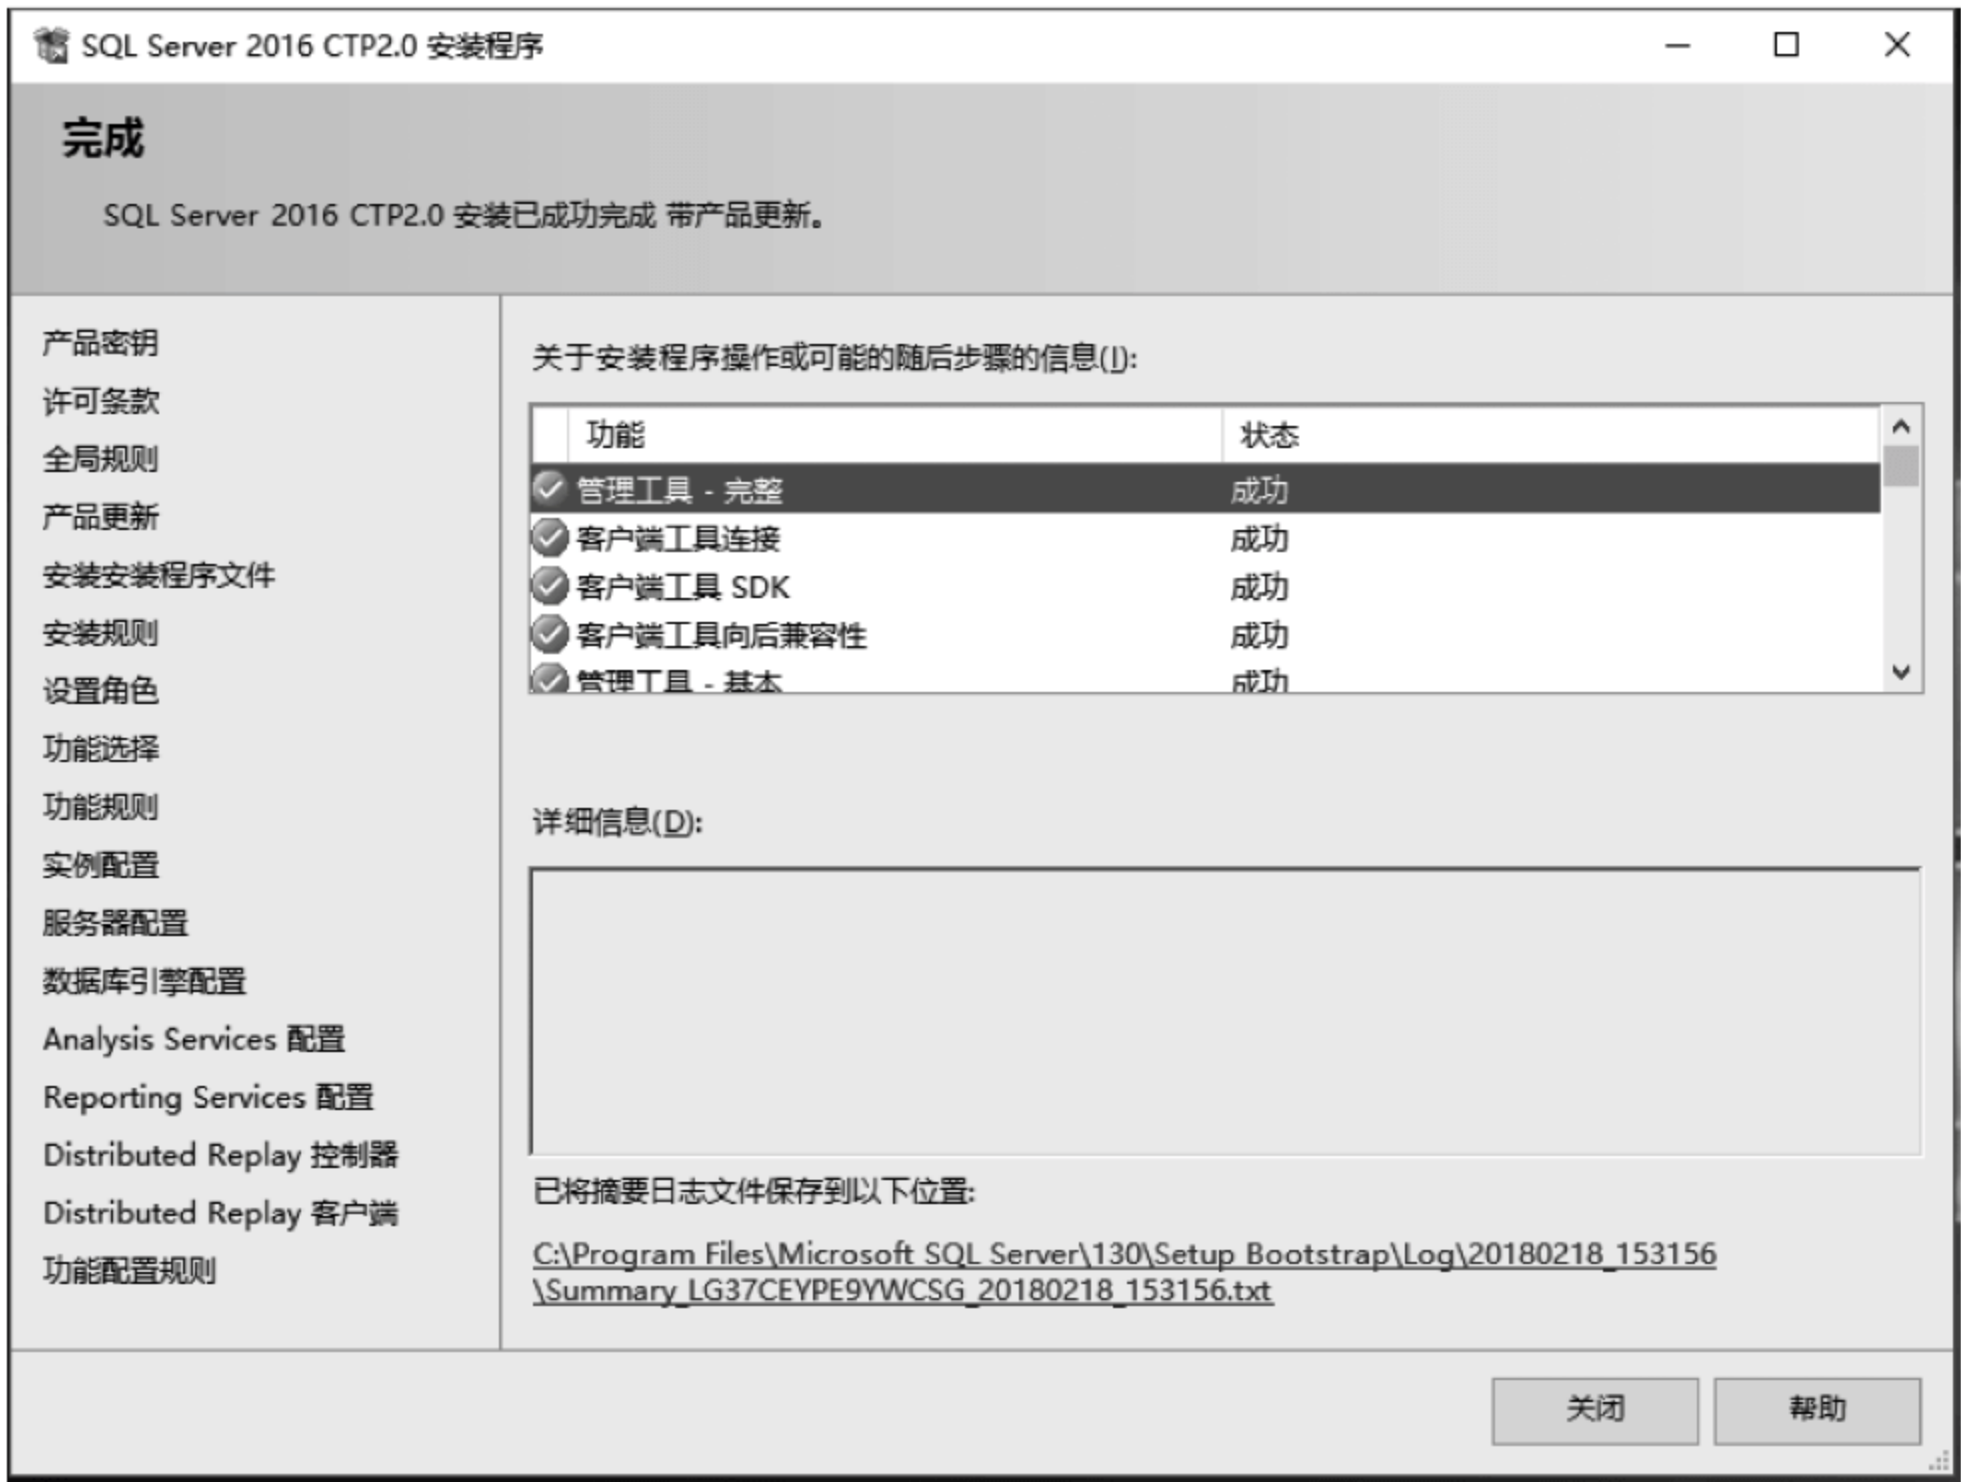 SQL Server 2016 CTP2.0 安装程序
完成
SQL Server 2016 CTP2.0 安装已成功完成 带产品更新。
产品密钥
许可条款
全局规则
产品更新
安装安装程序文件
安装规则
设置角色
功能选择
功能规则
实例配置
服务器配置
数据库引擎配置
Analysis Services 配置
Reporting Services 配置
Distributed Replay 控制器
Distributed Replay 客户端
功能配置规则
关于安装程序操作或可能的随后步骤的信息(I):
功能 状态
管理工具 - 完整 成功
客户端工具连接 成功
客户端工具 SDK 成功
客户端工具向后兼容性 成功
管理工具 - 基本 成功
详细信息(D):
已将摘要日志文件保存到以下位置:
C:\Program Files\Microsoft SQL Server\130\Setup Bootstrap\Log\20180218_153156
\Summary_LG37CEYPE9YWCSG_20180218_153156.txt
关闭 帮助